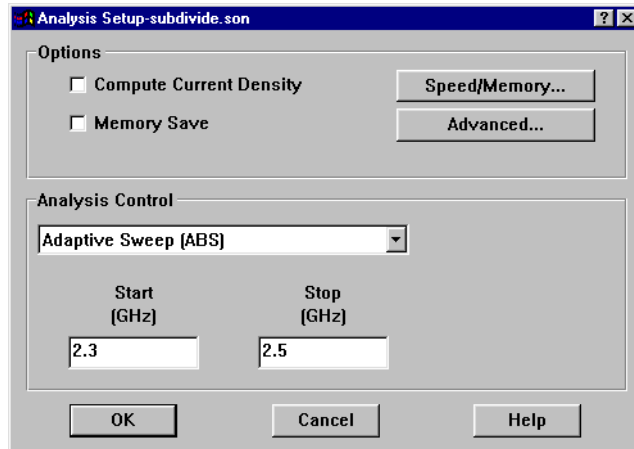 Analysis Setup-subdivide.son
Options
Compute Current Density
Speed/Memory...
Memory Save
Advanced...
Analysis Control
Adaptive Sweep (ABS)
Start
(GHz)
Stop
(GHz)
2.3
2.5
OK
Cancel
Help